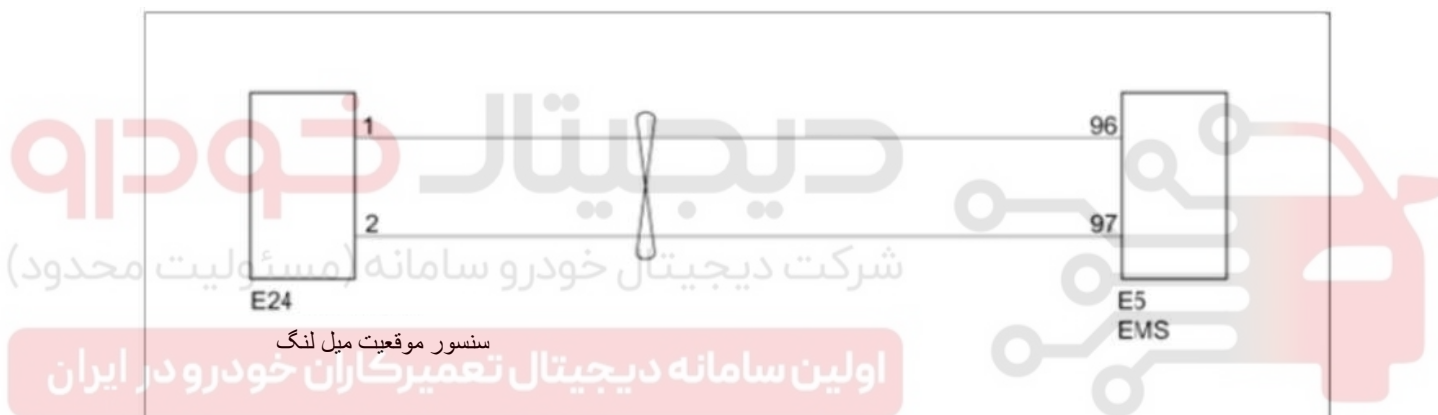 1
96
دیجیتال خودرو
2
97
شرکت دیجیتال خودرو سامانه (مسئولیت محدود)
E24
E5
EMS
سنسور موقعیت میل لنگ
اولین سامانه دیجیتال تعمیرکاران خودرو در ایران